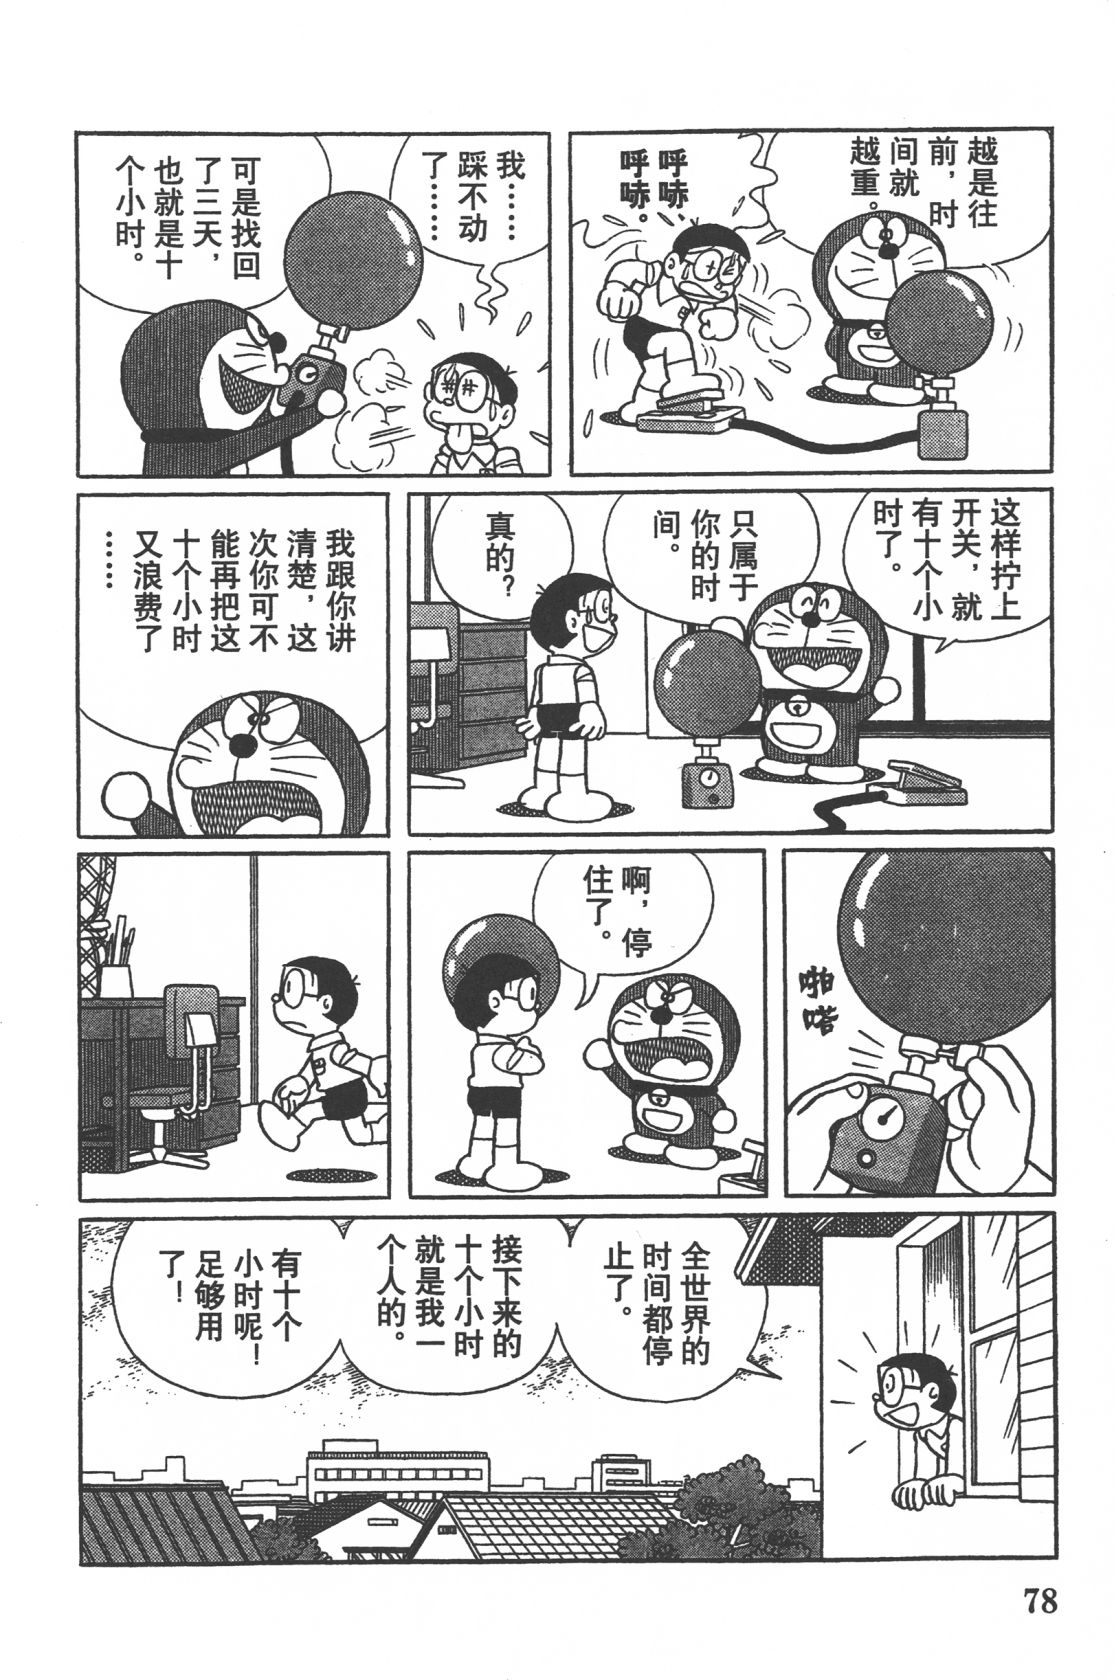 越是往
前，时
间就
越重。
呼哧、
呼哧。
我……
踩不动
了……
可是找回
了三天，
也就是十
个小时。
这样拧上
开关，就
有十个小
时了。
只属于
你的时
间。
真的？
我跟你讲
清楚，这
次你可不
能再把这
十个小时
又浪费了
……
啪嗒
啊，停
住了。
全世界的
时间都停
止了。
接下来的
十个小时
就是我一
个人的。
有十个
小时呢！
足够用
了！
78